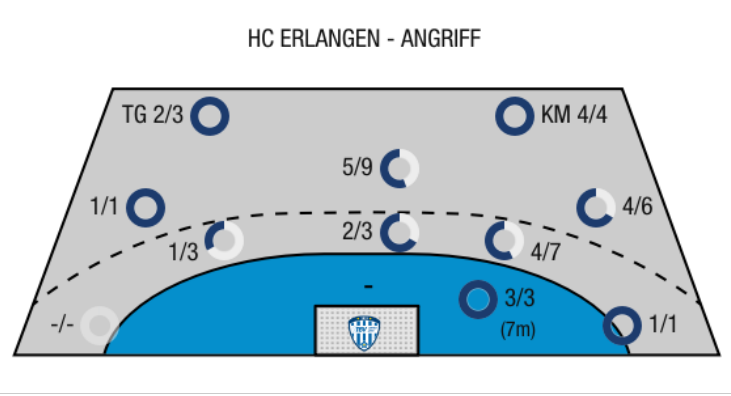 HC ERLANGEN - ANGRIFF
TG 2/3
KM 4/4
5/9
1/1
4/6
1/3
2/3
4/7
-
3/3
(7m)
-/-
1/1